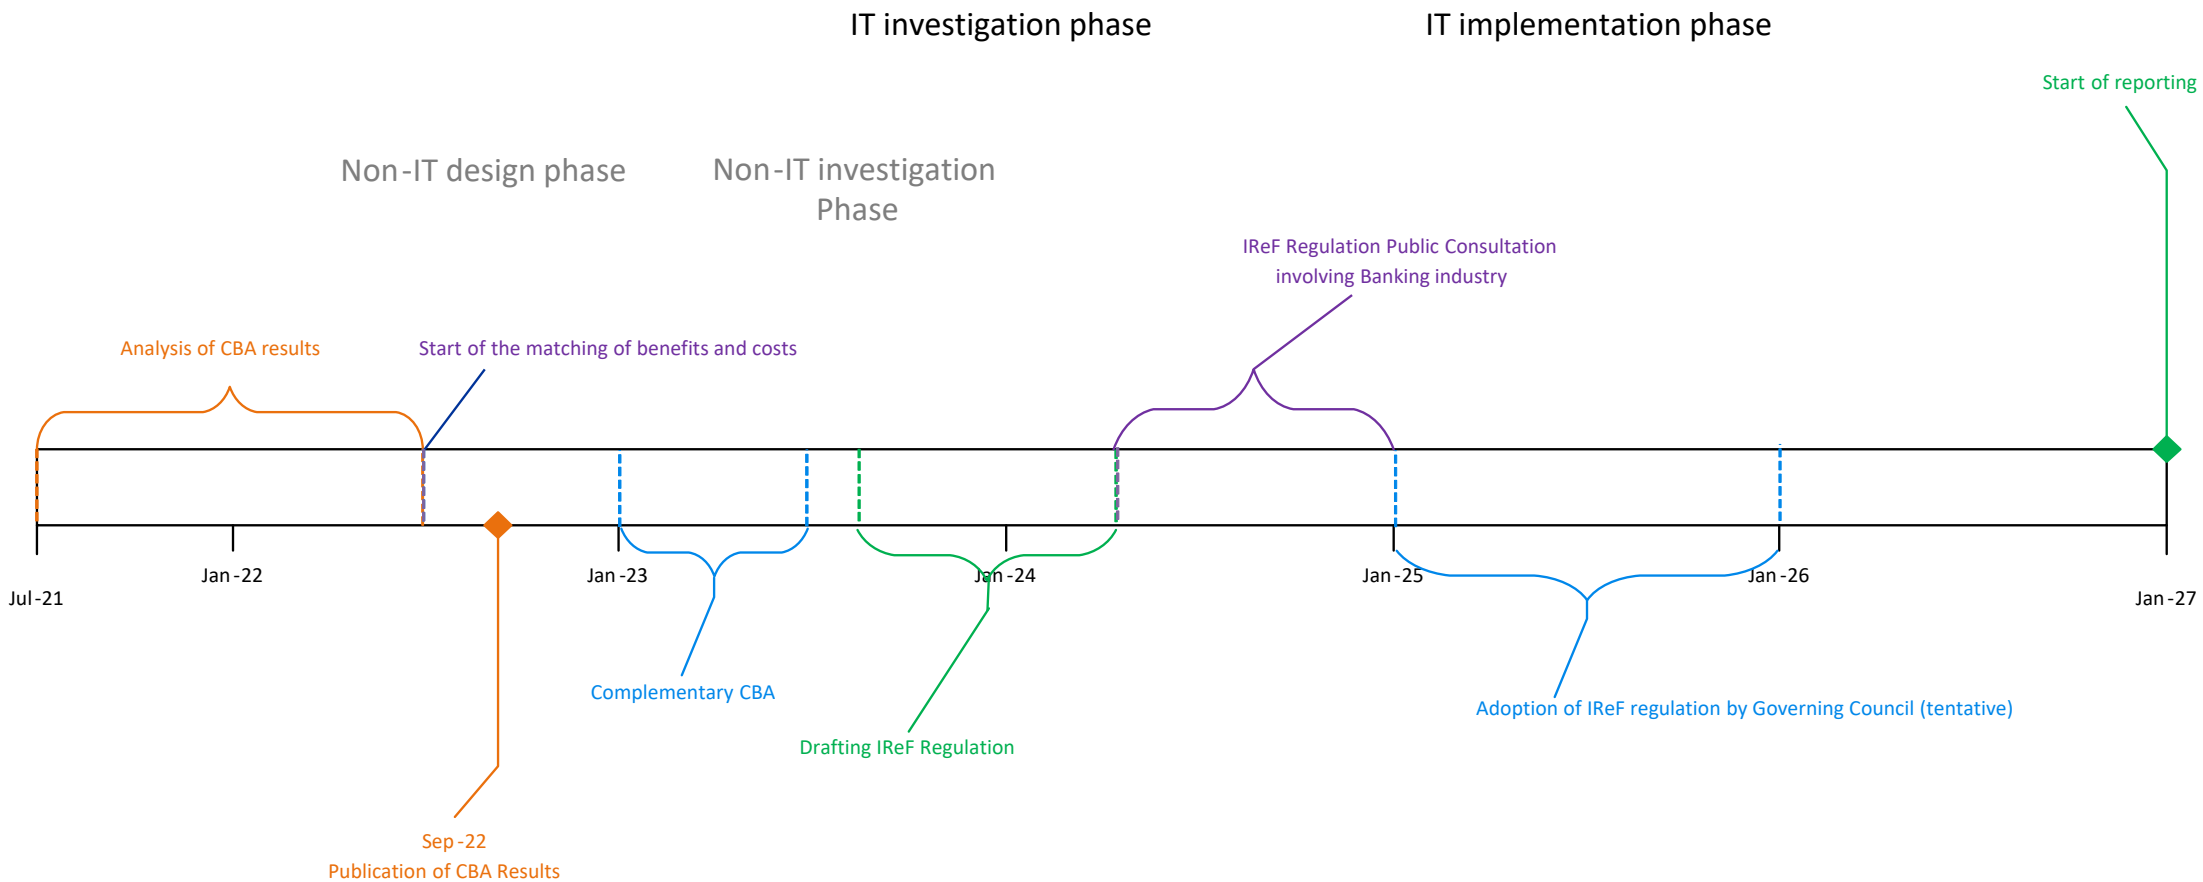 IT investigation phase
IT implementation phase
Start of reporting
Non-IT design phase
Non-IT investigation
Phase
IReF Regulation Public Consultation
involving Banking industry
Analysis of CBA results
Start of the matching of benefits and costs
Jan-22
Jan-23
Jan-24
Jan-25
Jan-26
Jul-21
Jan-27
Complementary CBA
Adoption of IReF regulation by Governing Council (tentative)
Drafting IReF Regulation
Sep-22
Publication of CBA Results